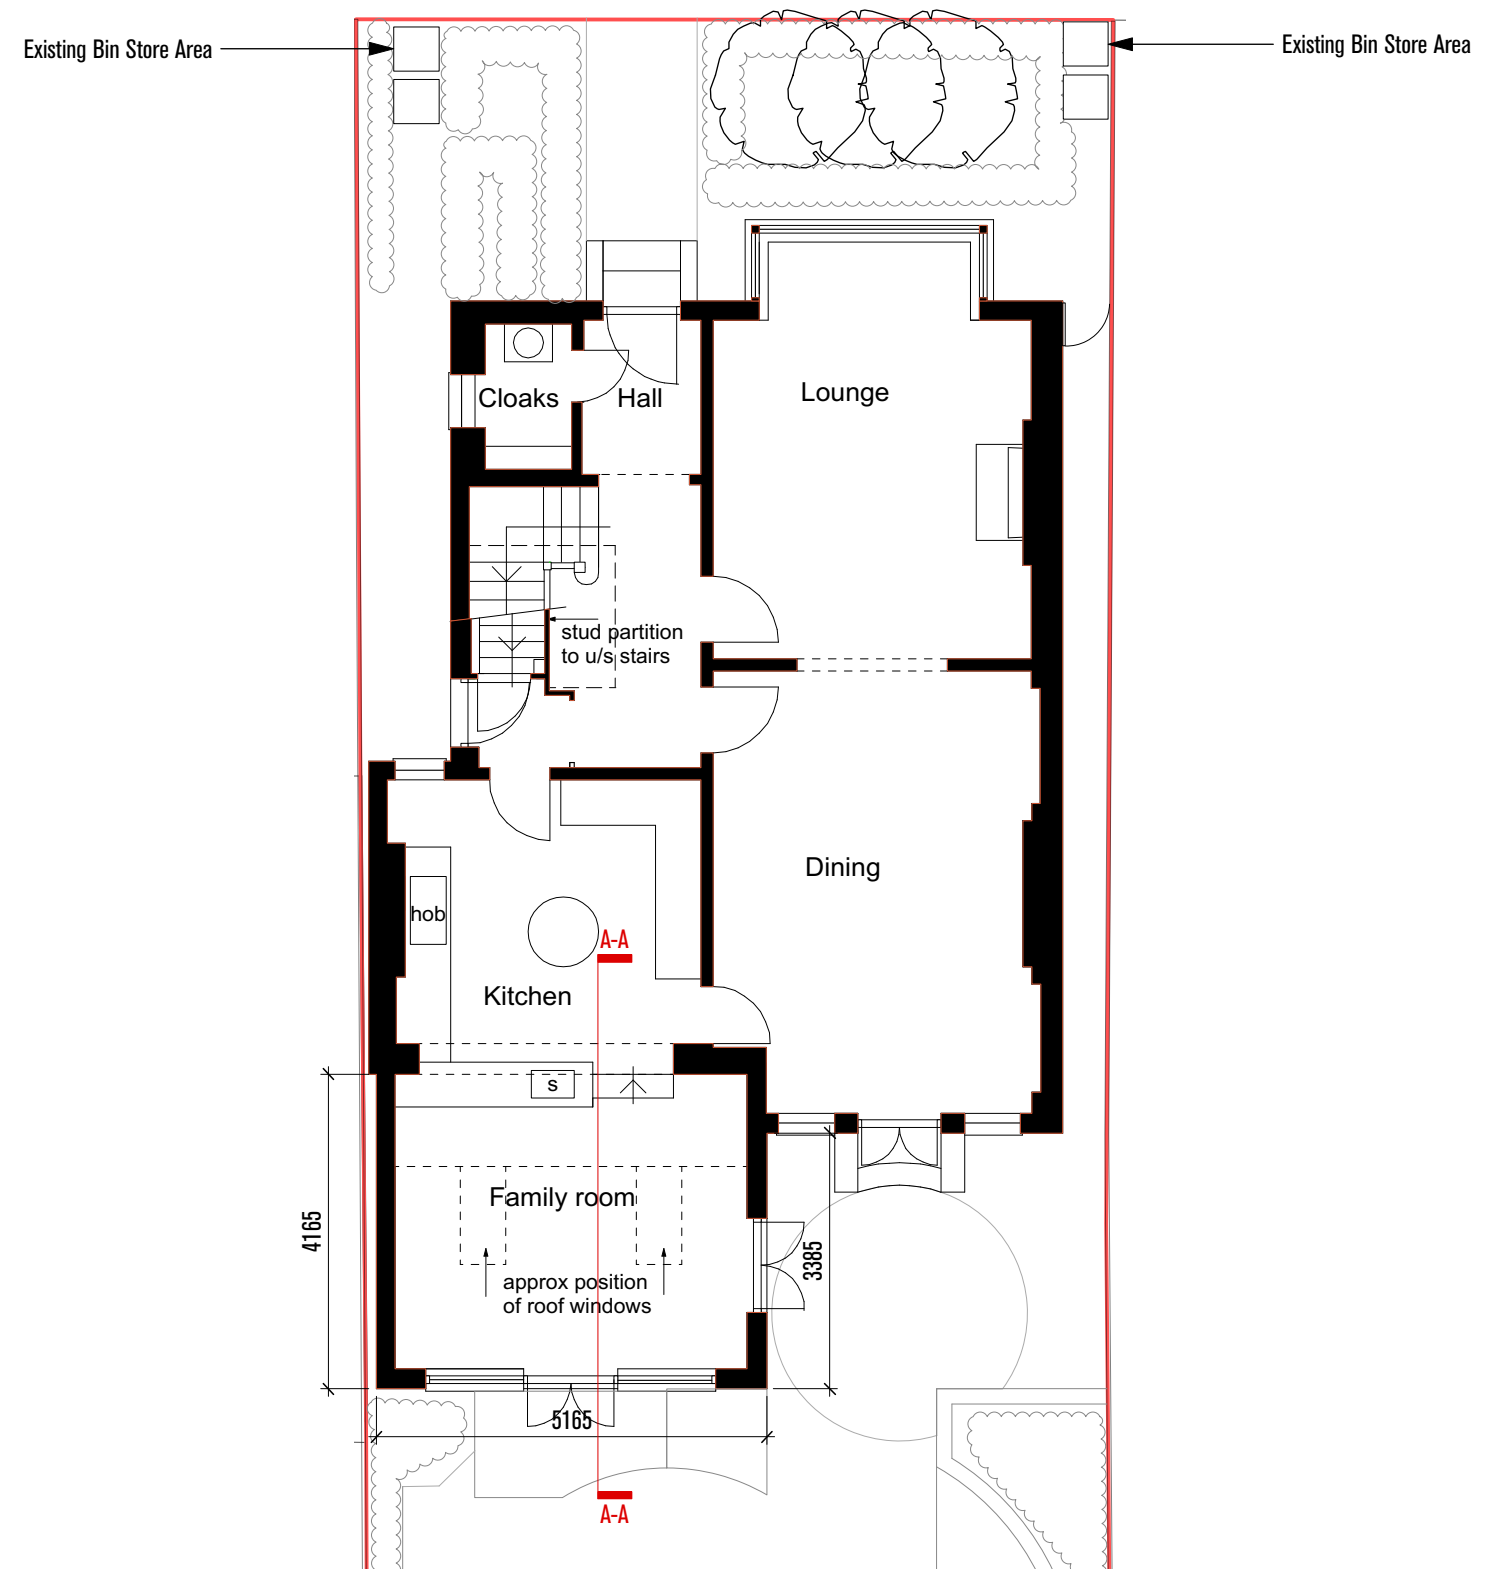 Existing Bin Store Area
Existing Bin Store Area
Cloaks
Hall
Lounge
stud partition
to u/s stairs
Dining
hob
A-A
Kitchen
s
Family room
4165
3385
approx position
of roof windows
5165
A-A